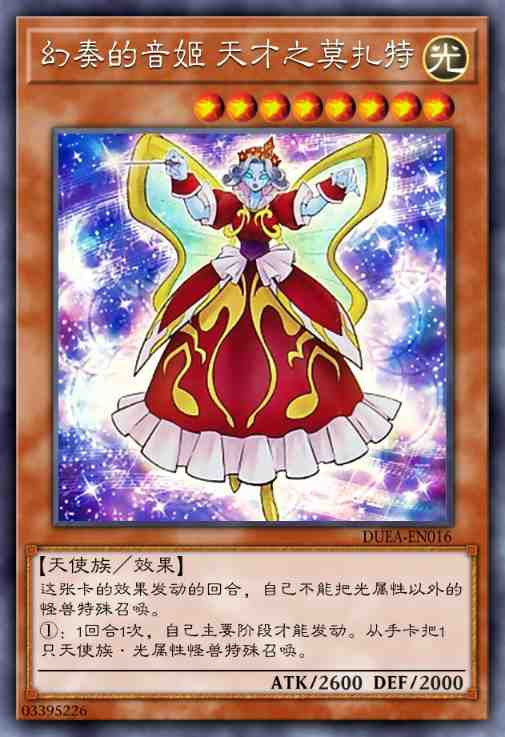 幻奏的音姬 天才之莫扎特
光
DUEA-EN016
【天使族／效果】
这张卡的效果发动的回合，自己不能把光属性以外的
怪兽特殊召唤。
①：1回合1次，自己主要阶段才能发动。从手卡把1
只天使族·光属性怪兽特殊召唤。
ATK/2600 DEF/2000
03395226